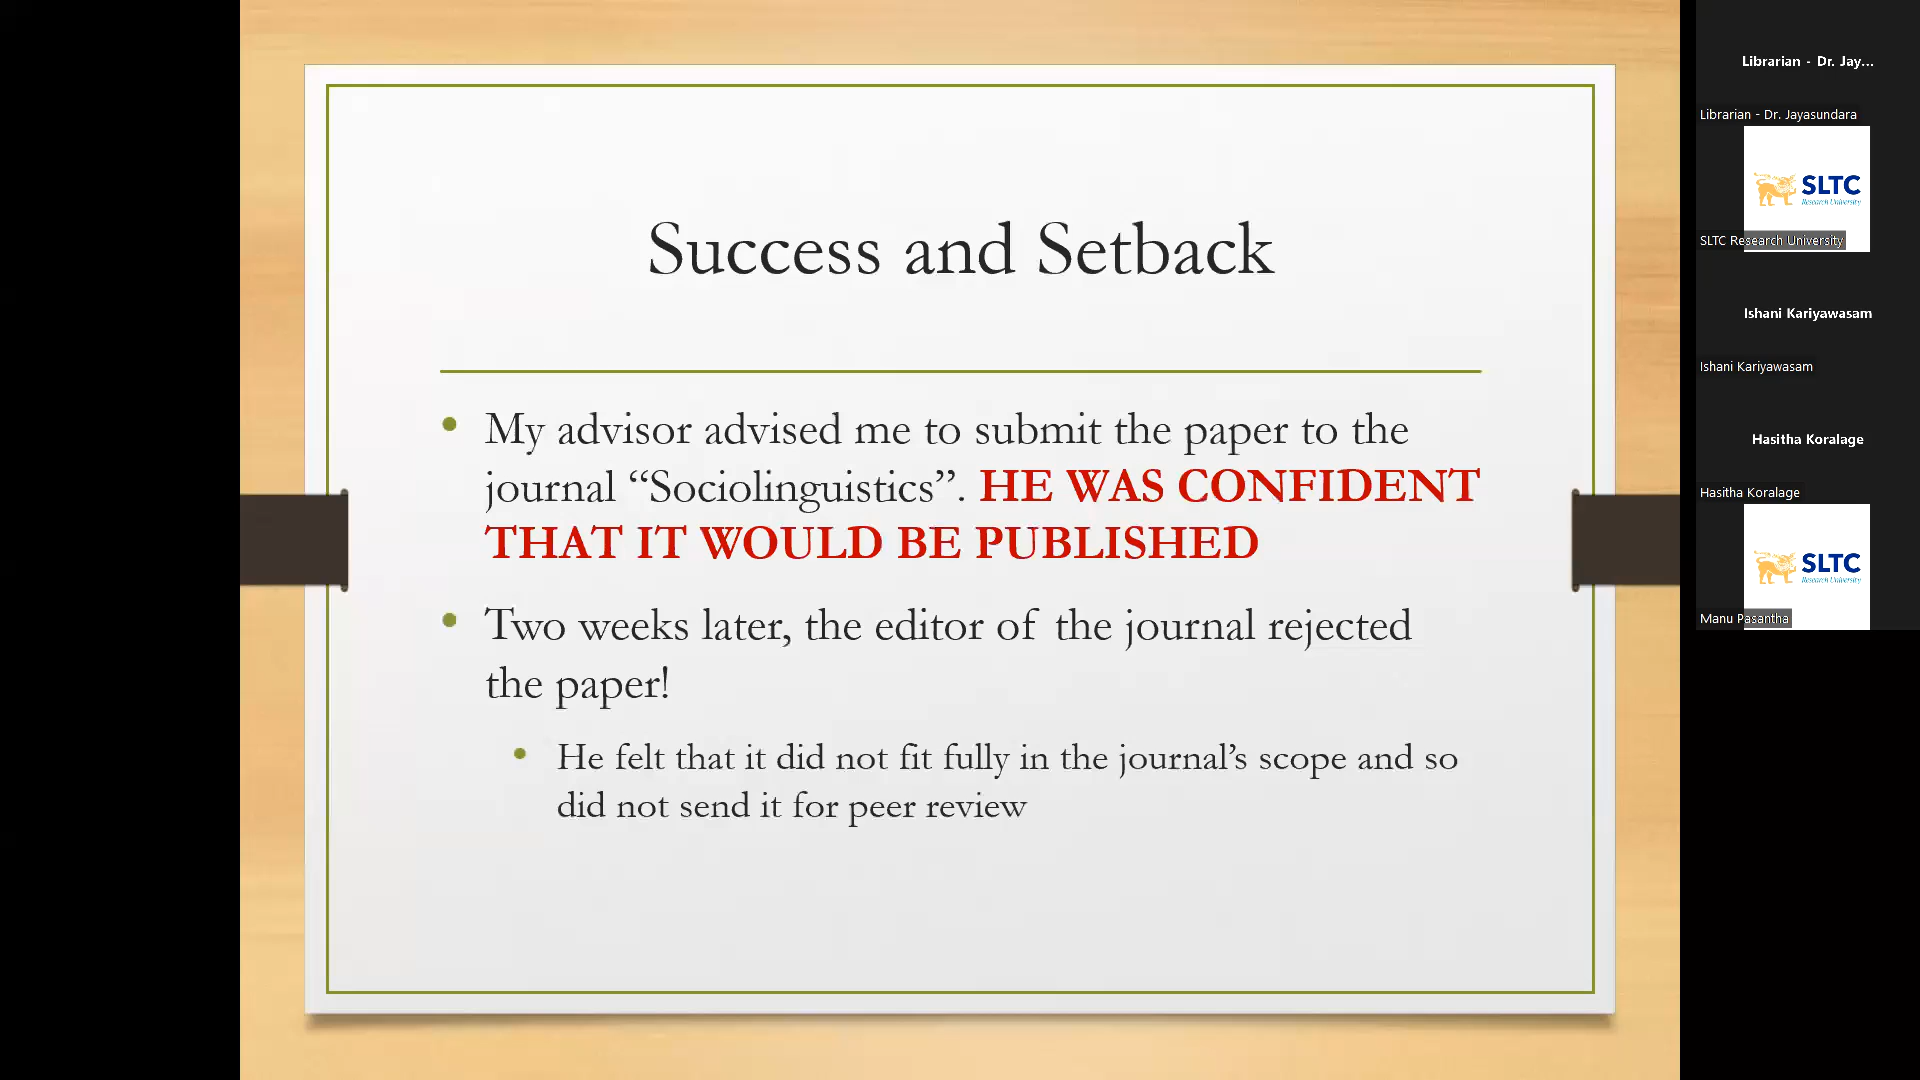 Success and Setback
My advisor advised me to submit the paper to the
journal “Sociolinguistics”. HE WAS CONFIDENT
THAT IT WOULD BE PUBLISHED
Two weeks later, the editor of the journal rejected
the paper!
He felt that it did not fit fully in the journal’s scope and so
did not send it for peer review
Librarian - Dr. Jay...
Librarian - Dr. Jayasundara
SLTC
Research University
SLTC Research University
Ishani Kariyawasam
Ishani Kariyawasam
Hasitha Koralage
Hasitha Koralage
SLTC
Research University
Manu Pasantha